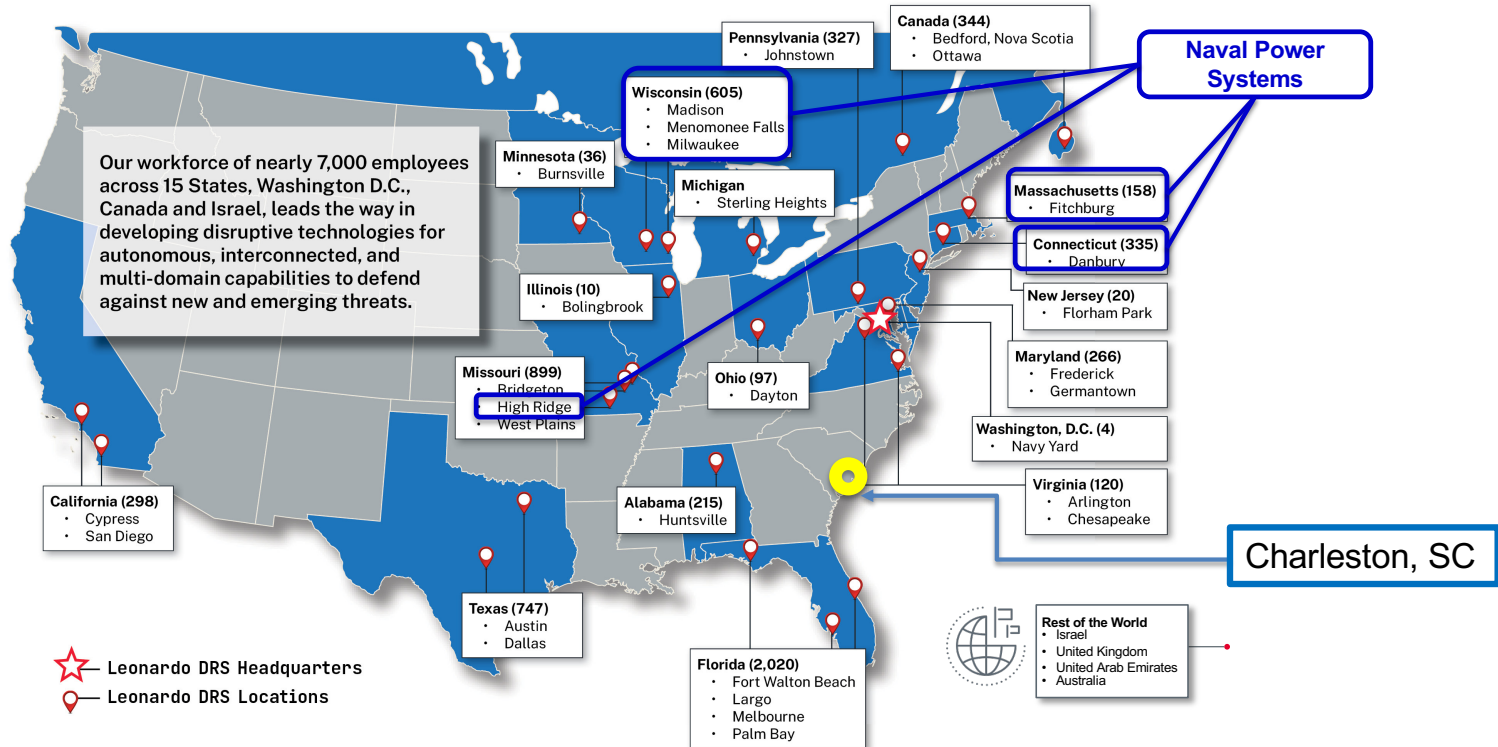 Canada (344)
• Bedford, Nova Scotia
• Ottawa
Pennsylvania (327)
• Johnstown
Naval Power
Systems
Wisconsin (605)
• Madison
• Menomonee Falls
• Milwaukee
Our workforce of nearly 7,000 employees
across 15 States, Washington D.C.,
Canada and Israel, leads the way in
developing disruptive technologies for
autonomous, interconnected, and
multi-domain capabilities to defend
against new and emerging threats.
Minnesota (36)
• Burnsville
Michigan
• Sterling Heights
Massachusetts (158)
• Fitchburg
Connecticut (335)
• Danbury
Illinois (10)
• Bolingbrook
New Jersey (20)
• Florham Park
Missouri (899)
• Bridgeton
• High Ridge
• West Plains
Ohio (97)
• Dayton
Maryland (266)
• Frederick
• Germantown
Washington, D.C. (4)
• Navy Yard
California (298)
• Cypress
• San Diego
Alabama (215)
• Huntsville
Virginia (120)
• Arlington
• Chesapeake
Charleston, SC
Texas (747)
• Austin
• Dallas
Rest of the World
• Israel
• United Kingdom
• United Arab Emirates
• Australia
Florida (2,020)
• Fort Walton Beach
• Largo
• Melbourne
• Palm Bay
Leonardo DRS Headquarters
Leonardo DRS Locations